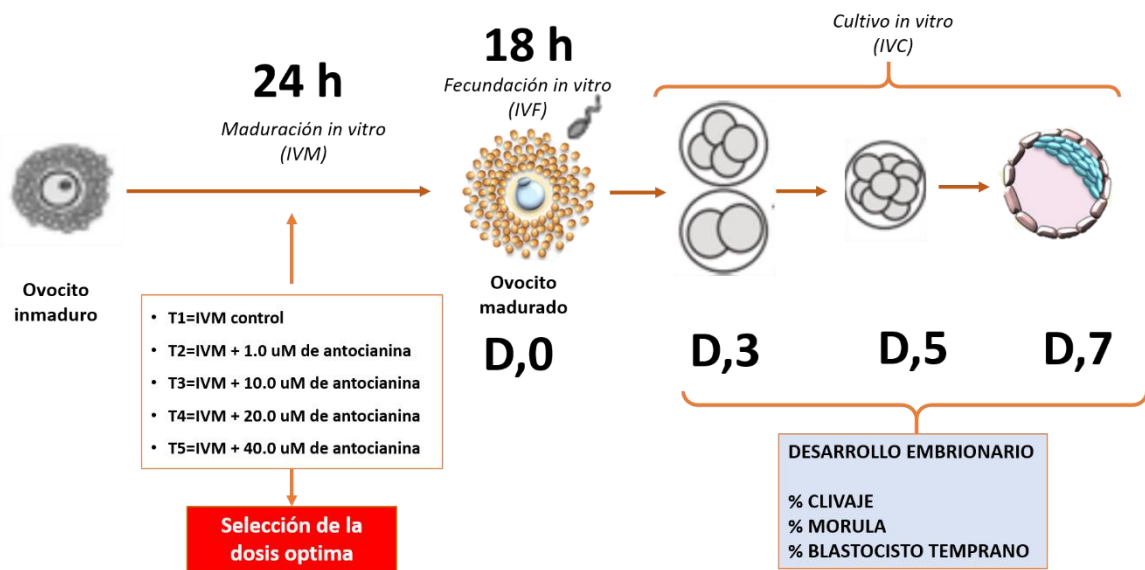 24 h
Maduración in vitro
(IVM)
18 h
Fecundación in vitro
(IVF)
Cultivo in vitro
(IVC)
Ovocito
inmaduro
Ovocito
madurado
D,0
D,3
D,5
D,7
• T1=IVM control
• T2=IVM + 1.0 uM de antocianina
• T3=IVM + 10.0 uM de antocianina
• T4=IVM + 20.0 uM de antocianina
• T5=IVM + 40.0 uM de antocianina
Selección de la
dosis optima
DESARROLLO EMBRIONARIO
% CLIVAJE
% MORULA
% BLASTOCISTO TEMPRANO